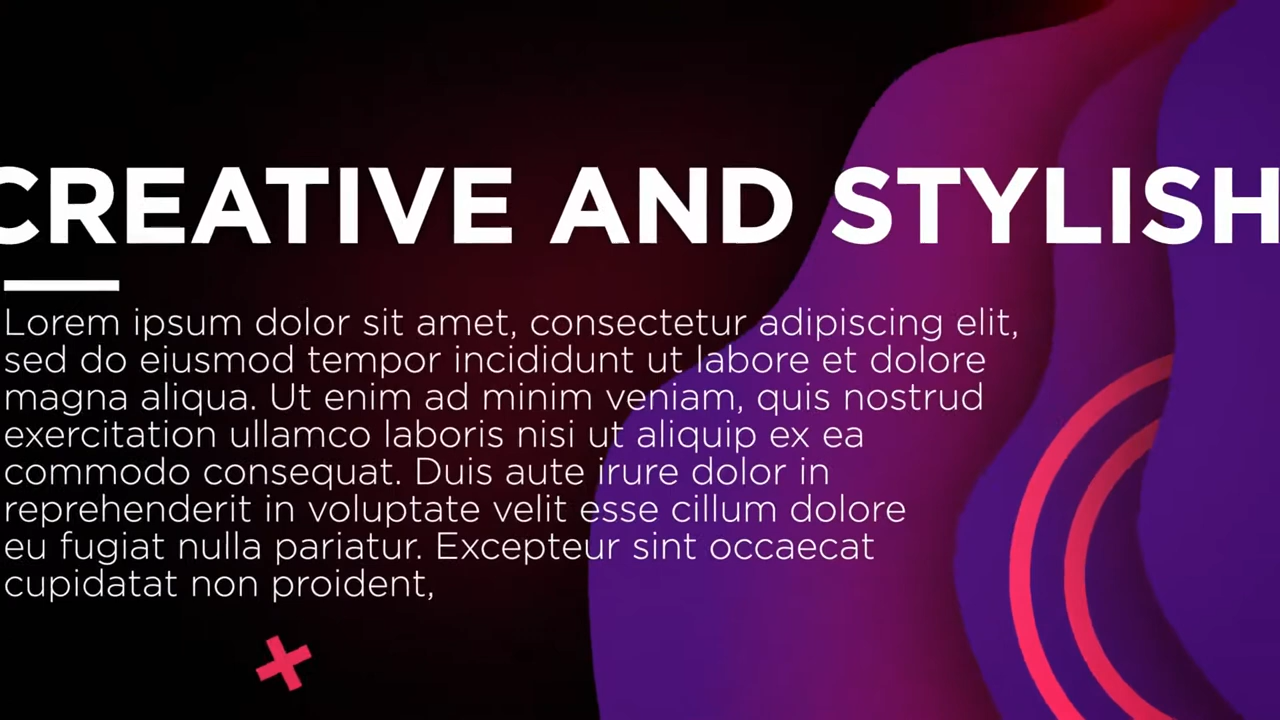 CREATIVE AND STYLISH
Lorem ipsum dolor sit amet, consectetur adipiscing elit,
sed do eiusmod tempor incididunt ut labore et dolore
magna aliqua. Ut enim ad minim veniam, quis nostrud
exercitation ullamco laboris nisi ut aliquip ex ea
commodo consequat. Duis aute irure dolor in
reprehenderit in voluptate velit esse cillum dolore
eu fugiat nulla pariatur. Excepteur sint occaecat
cupidatat non proident,